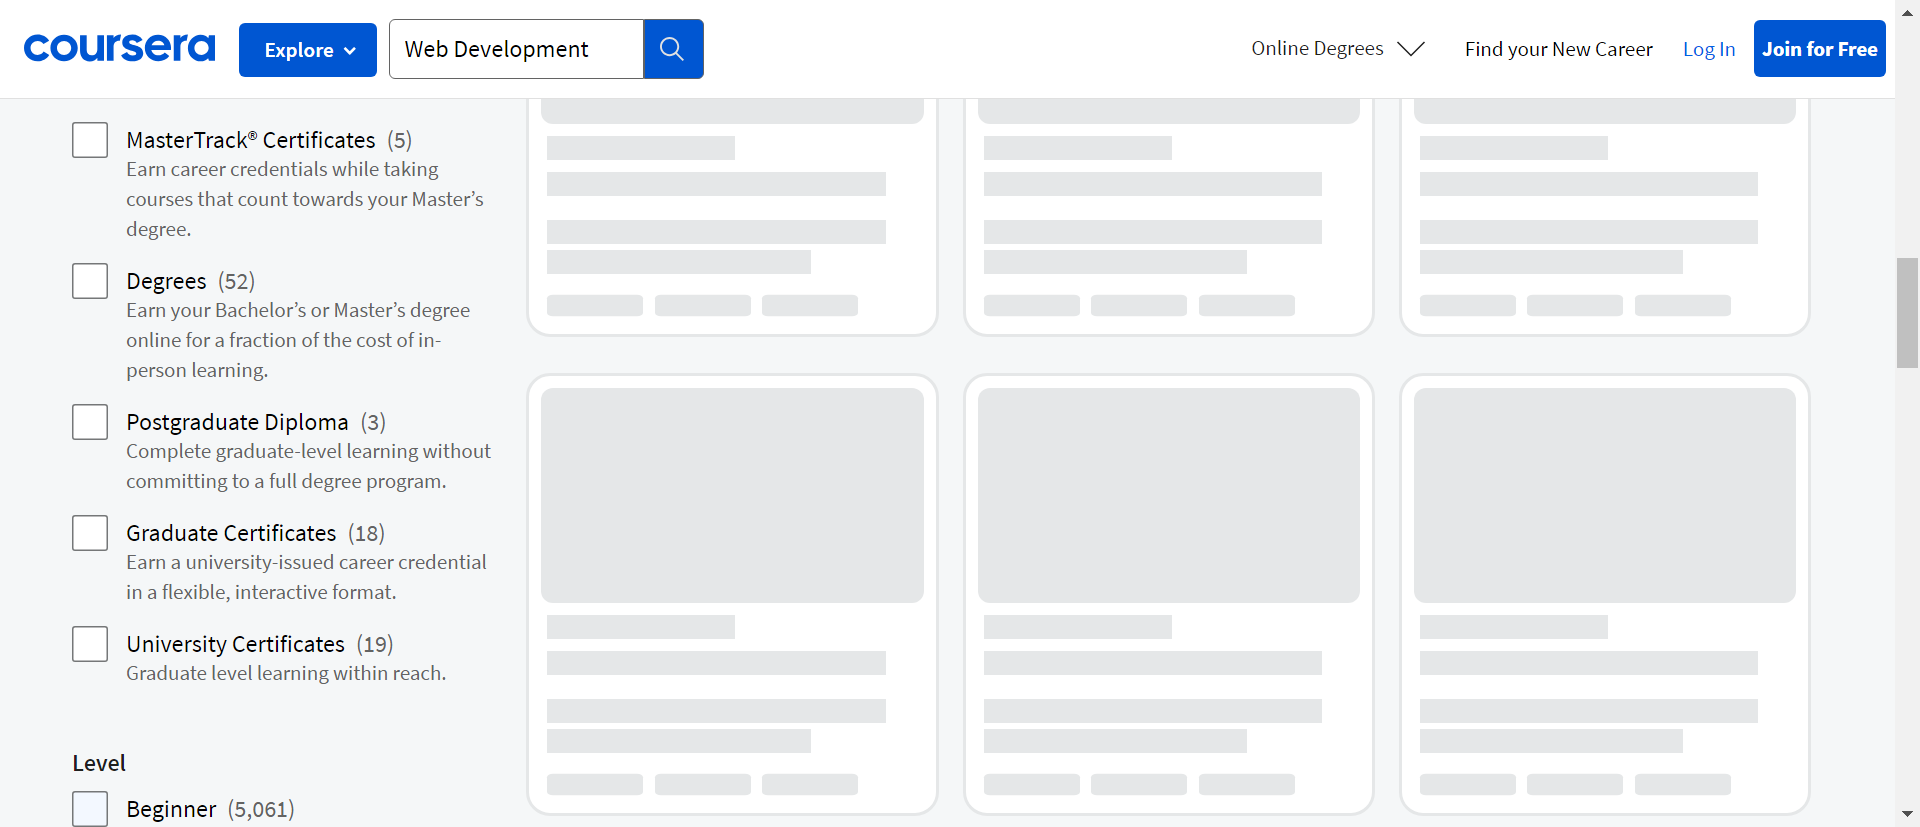 coursera
Explore
Web Development
Online Degrees
Find your New Career
Log In
Join for Free
MasterTrack® Certificates (5)
Earn career credentials while taking
courses that count towards your Master’s
degree.
Degrees (52)
Earn your Bachelor’s or Master’s degree
online for a fraction of the cost of in-
person learning.
Postgraduate Diploma (3)
Complete graduate-level learning without
committing to a full degree program.
Graduate Certificates (18)
Earn a university-issued career credential
in a flexible, interactive format.
University Certificates (19)
Graduate level learning within reach.
Level
Beginner (5,061)